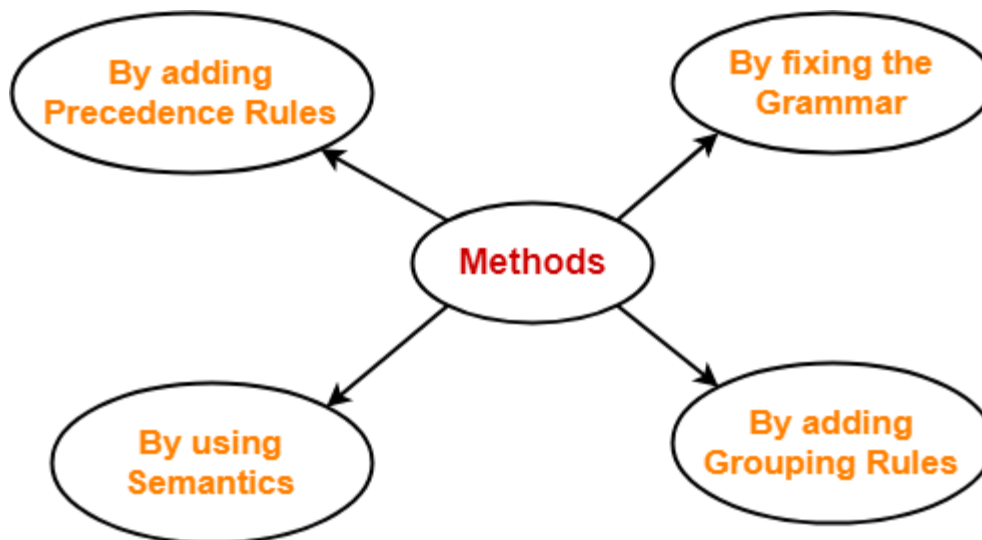 By adding
Precedence Rules
By fixing the
Grammar
Methods
By using
Semantics
By adding
Grouping Rules